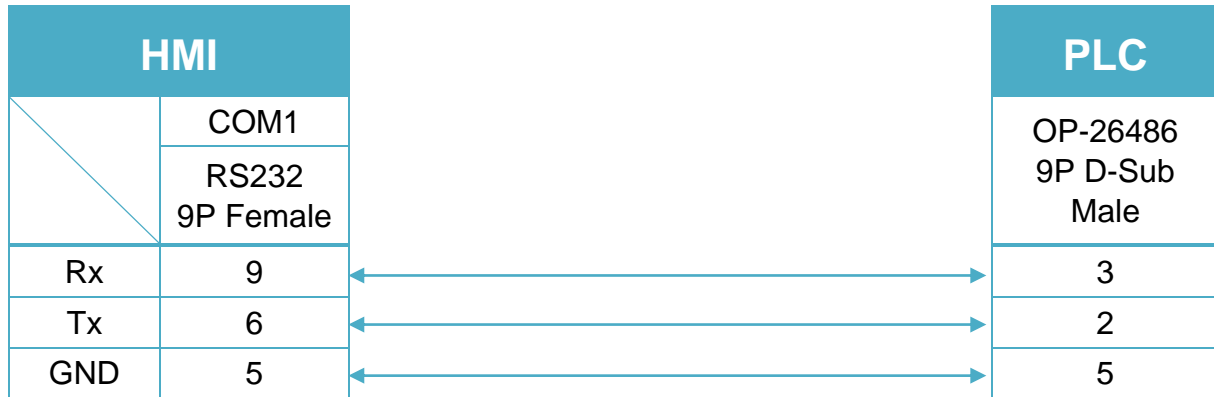 HMI PLC
COM1
RS232
9P Female
OP-26486
9P D-Sub
Male
Rx 9 3
Tx 6 2
GND 5 5